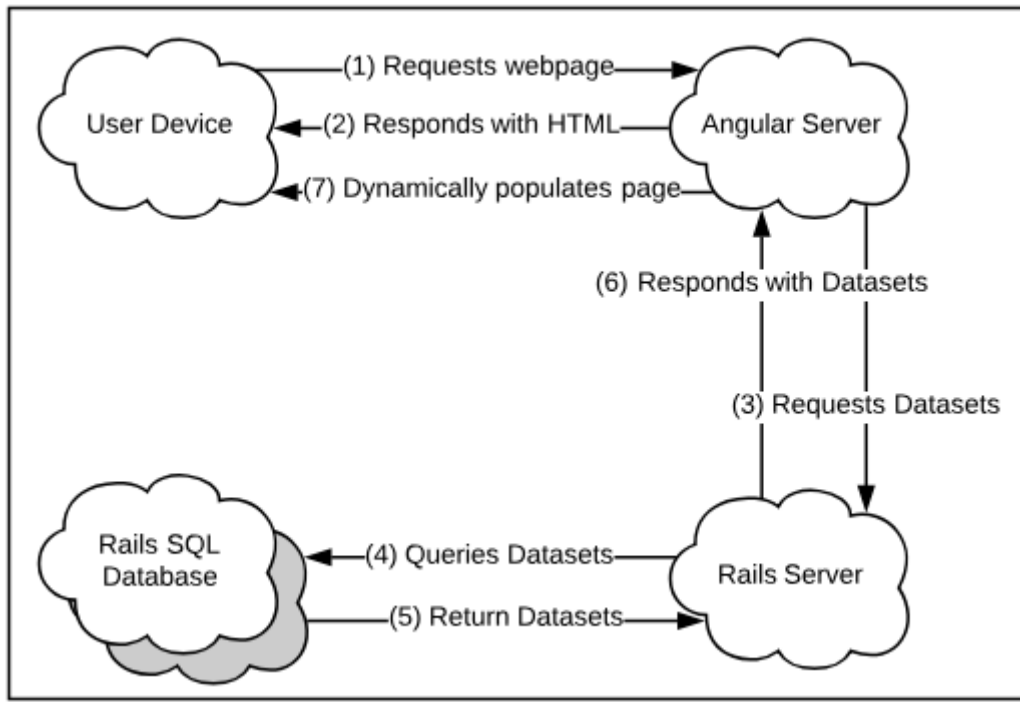 (1) Requests webpage
User Device
(2) Responds with HTML
Angular Server
(7) Dynamically populates page
(6) Responds with Datasets
(3) Requests Datasets
Rails SQL
Database
(4) Queries Datasets
Rails Server
(5) Return Datasets